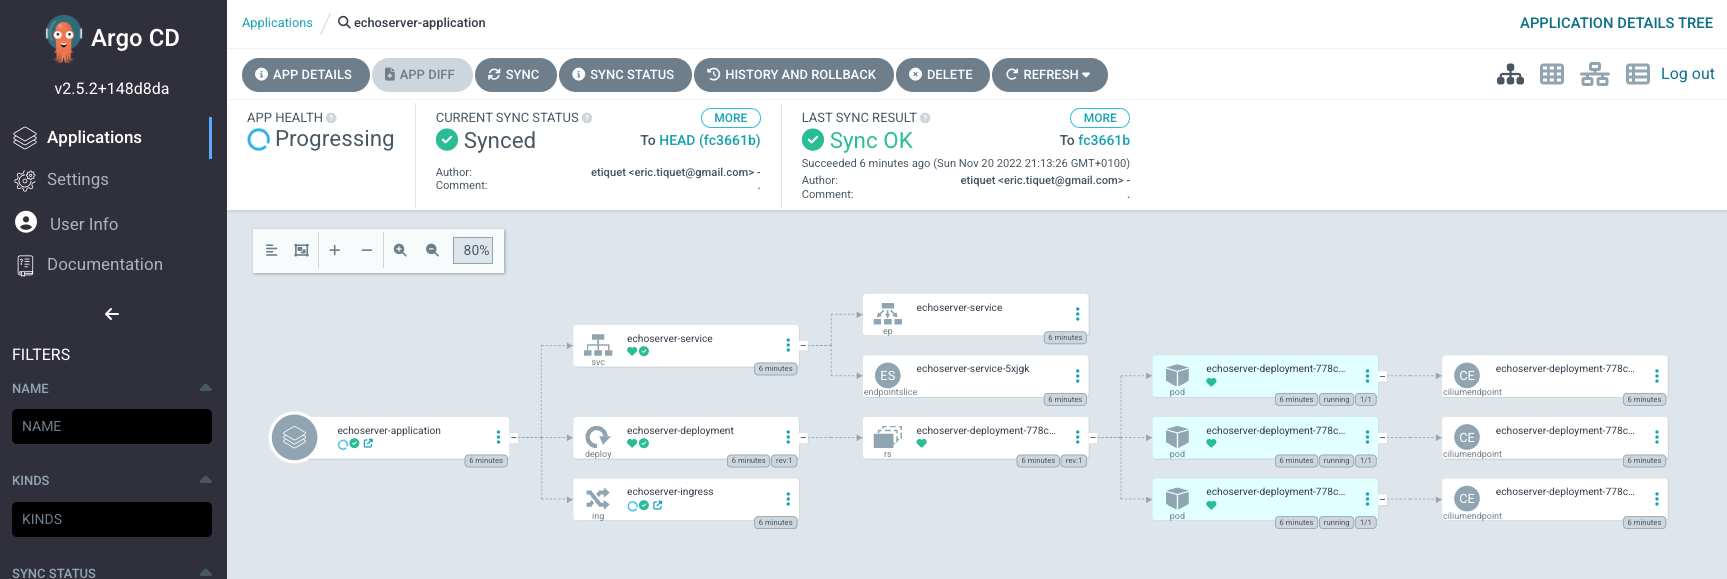 Argo CD
v2.5.2+148d8da
Applications
Settings
User Info
Documentation
FILTERS
NAME
NAME
KINDS
KINDS
SYNC STATUS
Applications / echoserver-application
APPLICATION DETAILS TREE
APP DETAILS APP DIFF SYNC SYNC STATUS HISTORY AND ROLLBACK DELETE REFRESH
Log out
APP HEALTH
Progressing
CURRENT SYNC STATUS MORE
Synced To HEAD (fc3661b)
Author: etiquet <eric.tiquet@gmail.com> -
Comment: .
LAST SYNC RESULT MORE
Sync OK To fc3661b
Succeeded 6 minutes ago (Sun Nov 20 2022 21:13:26 GMT+0100)
Author: etiquet <eric.tiquet@gmail.com> -
Comment: .
80%
echoserver-application
6 minutes
echoserver-service
svc
6 minutes
echoserver-deployment
deploy
6 minutes rev:1
echoserver-ingress
ing
6 minutes
echoserver-service
ep
6 minutes
ES echoserver-service-5xjgk
endpointslice
6 minutes
echoserver-deployment-778c...
rs
6 minutes rev:1
echoserver-deployment-778c...
pod
6 minutes running 1/1
echoserver-deployment-778c...
pod
6 minutes running 1/1
echoserver-deployment-778c...
pod
6 minutes running 1/1
CE echoserver-deployment-778c...
ciliumendpoint
6 minutes
CE echoserver-deployment-778c...
ciliumendpoint
6 minutes
CE echoserver-deployment-778c...
ciliumendpoint
6 minutes